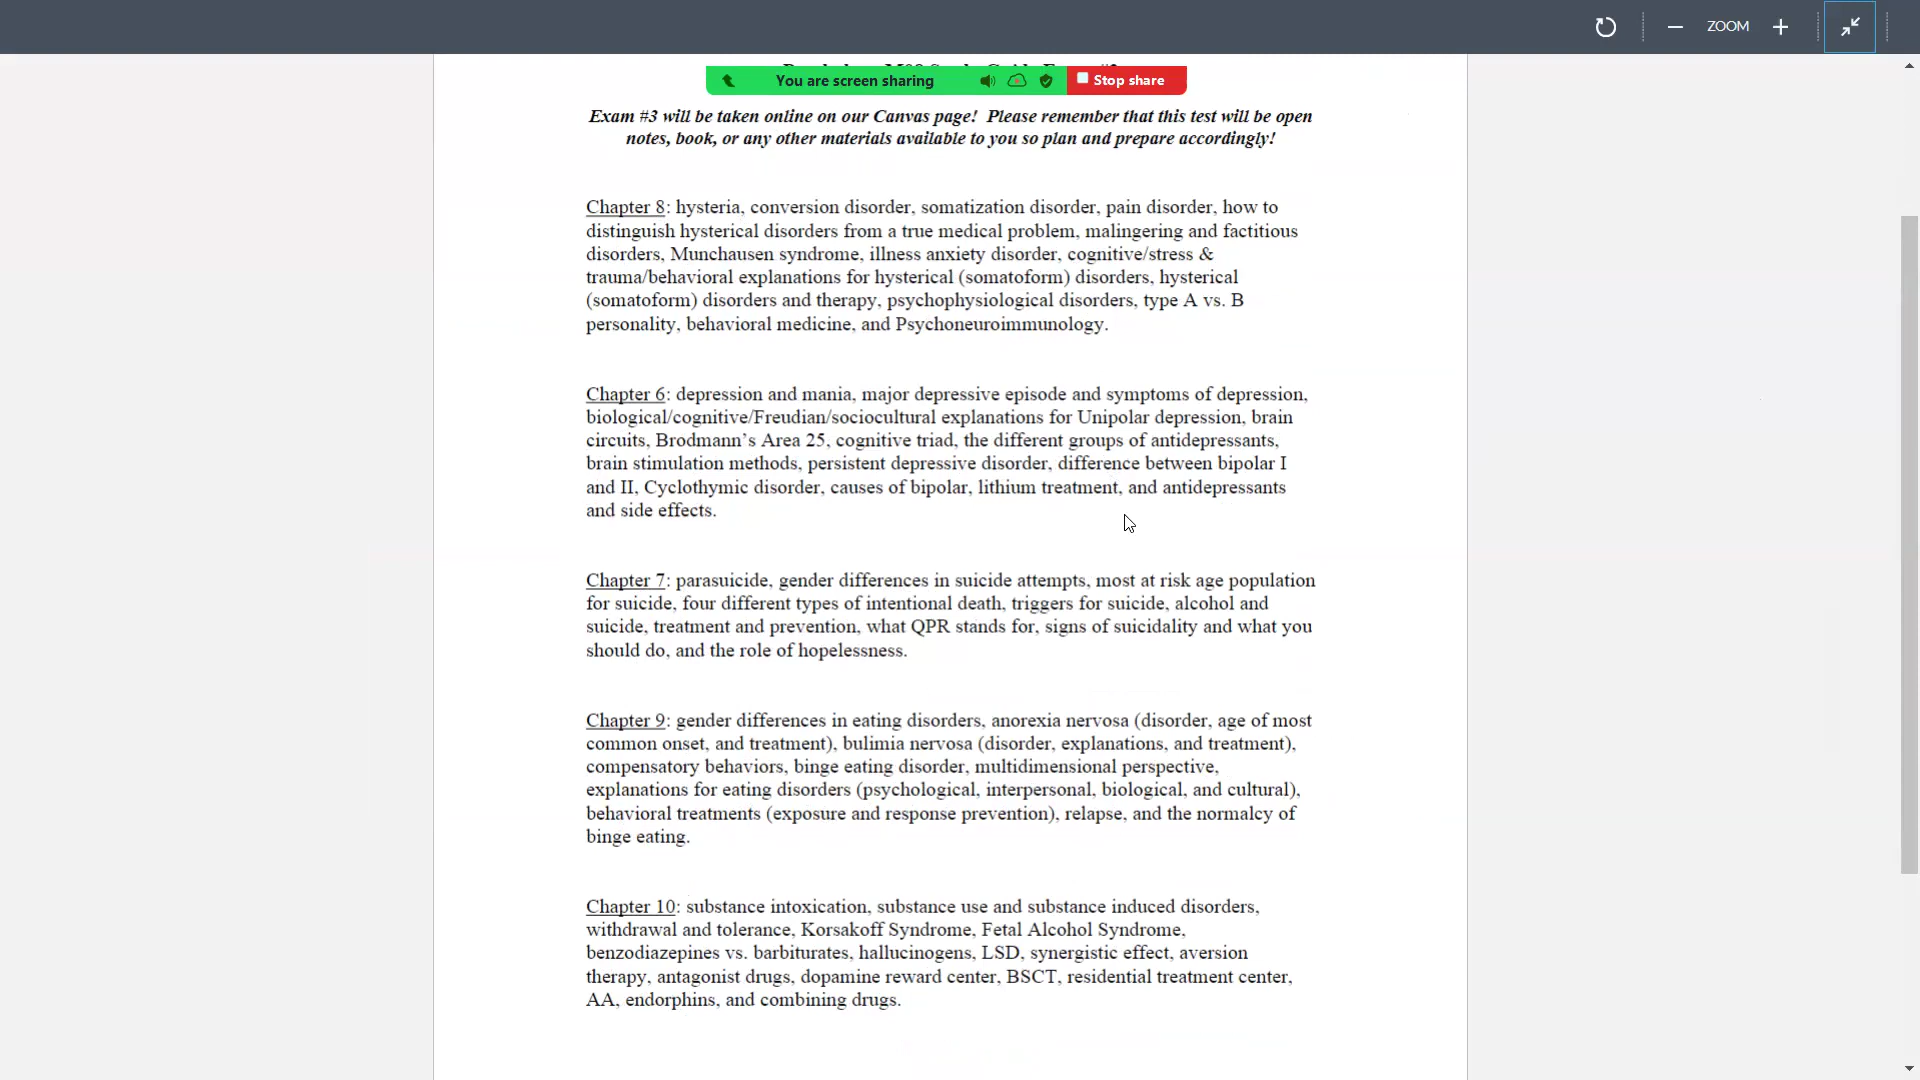 ZOOM
You are screen sharing
Stop share
Exam #3 will be taken online on our Canvas page! Please remember that this test will be open
notes, book, or any other materials available to you so plan and prepare accordingly!
Chapter 8: hysteria, conversion disorder, somatization disorder, pain disorder, how to
distinguish hysterical disorders from a true medical problem, malingering and factitious
disorders, Munchausen syndrome, illness anxiety disorder, cognitive/stress &
trauma/behavioral explanations for hysterical (somatoform) disorders, hysterical
(somatoform) disorders and therapy, psychophysiological disorders, type A vs. B
personality, behavioral medicine, and Psychoneuroimmunology.
Chapter 6: depression and mania, major depressive episode and symptoms of depression,
biological/cognitive/Freudian/sociocultural explanations for Unipolar depression, brain
circuits, Brodmann's Area 25, cognitive triad, the different groups of antidepressants,
brain stimulation methods, persistent depressive disorder, difference between bipolar I
and II, Cyclothymic disorder, causes of bipolar, lithium treatment, and antidepressants
and side effects.
Chapter 7: parasuicide, gender differences in suicide attempts, most at risk age population
for suicide, four different types of intentional death, triggers for suicide, alcohol and
suicide, treatment and prevention, what QPR stands for, signs of suicidality and what you
should do, and the role of hopelessness.
Chapter 9: gender differences in eating disorders, anorexia nervosa (disorder, age of most
common onset, and treatment), bulimia nervosa (disorder, explanations, and treatment),
compensatory behaviors, binge eating disorder, multidimensional perspective,
explanations for eating disorders (psychological, interpersonal, biological, and cultural),
behavioral treatments (exposure and response prevention), relapse, and the normalcy of
binge eating.
Chapter 10: substance intoxication, substance use and substance induced disorders,
withdrawal and tolerance, Korsakoff Syndrome, Fetal Alcohol Syndrome,
benzodiazepines vs. barbiturates, hallucinogens, LSD, synergistic effect, aversion
therapy, antagonist drugs, dopamine reward center, BSCT, residential treatment center,
AA, endorphins, and combining drugs.